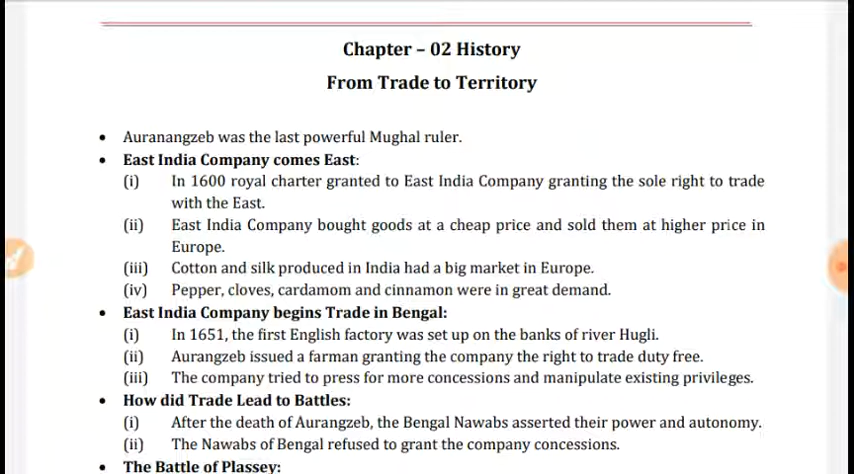 Chapter – 02 History
From Trade to Territory
• Auranangzeb was the last powerful Mughal ruler.
• East India Company comes East:
(i) In 1600 royal charter granted to East India Company granting the sole right to trade
with the East.
(ii) East India Company bought goods at a cheap price and sold them at higher price in
Europe.
(iii) Cotton and silk produced in India had a big market in Europe.
(iv) Pepper, cloves, cardamom and cinnamon were in great demand.
• East India Company begins Trade in Bengal:
(i) In 1651, the first English factory was set up on the banks of river Hugli.
(ii) Aurangzeb issued a farman granting the company the right to trade duty free.
(iii) The company tried to press for more concessions and manipulate existing privileges.
• How did Trade Lead to Battles:
(i) After the death of Aurangzeb, the Bengal Nawabs asserted their power and autonomy.
(ii) The Nawabs of Bengal refused to grant the company concessions.
• The Battle of Plassey: